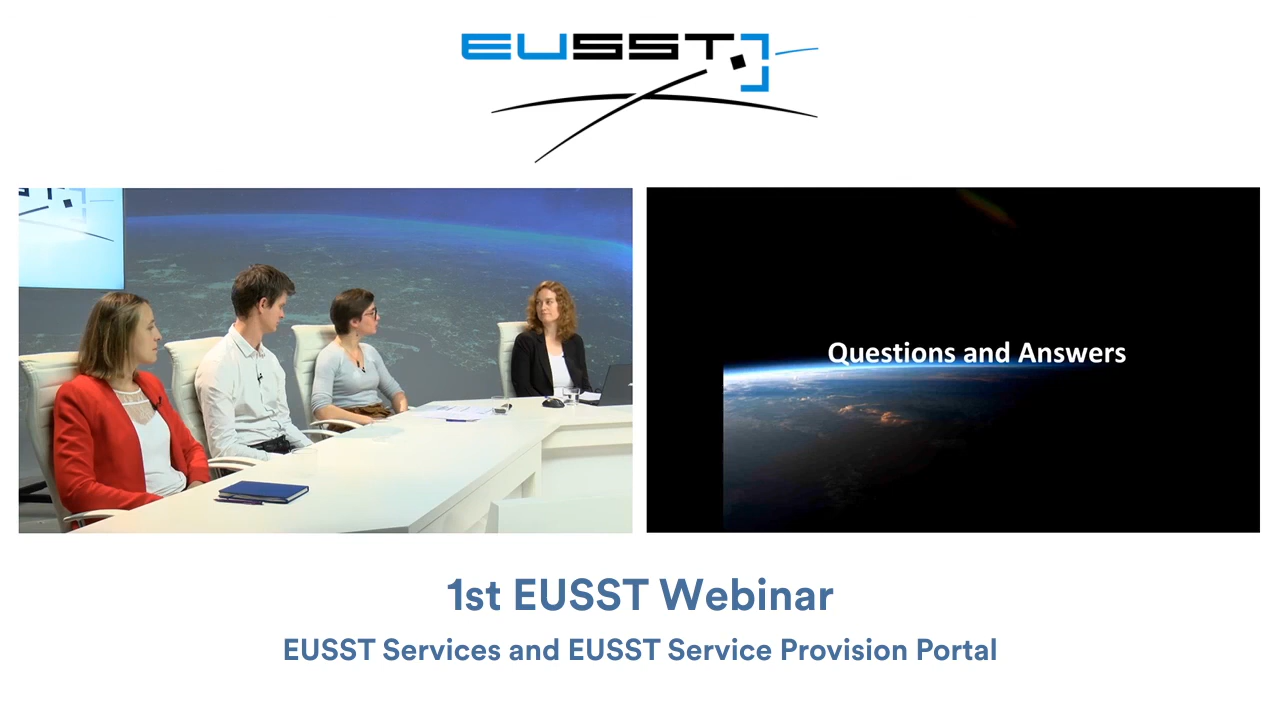 EUSST
Questions and Answers
1st EUSST Webinar
EUSST Services and EUSST Service Provision Portal